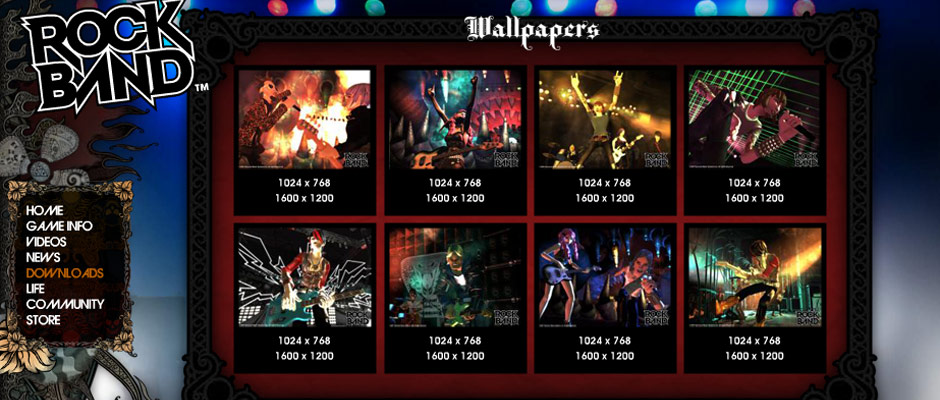 ROCK
BAND™
Wallpapers
HOME
GAME INFO
VIDEOS
NEWS
DOWNLOADS
LIFE
COMMUNITY
STORE
ROCK
BAND
1024 x 768
1600 x 1200
ROCK
BAND
1024 x 768
1600 x 1200
ROCK
BAND
1024 x 768
1600 x 1200
ROCK
BAND
1024 x 768
1600 x 1200
ROCK
BAND
1024 x 768
1600 x 1200
ROCK
BAND
1024 x 768
1600 x 1200
ROCK
BAND
1024 x 768
1600 x 1200
ROCK
BAND
1024 x 768
1600 x 1200